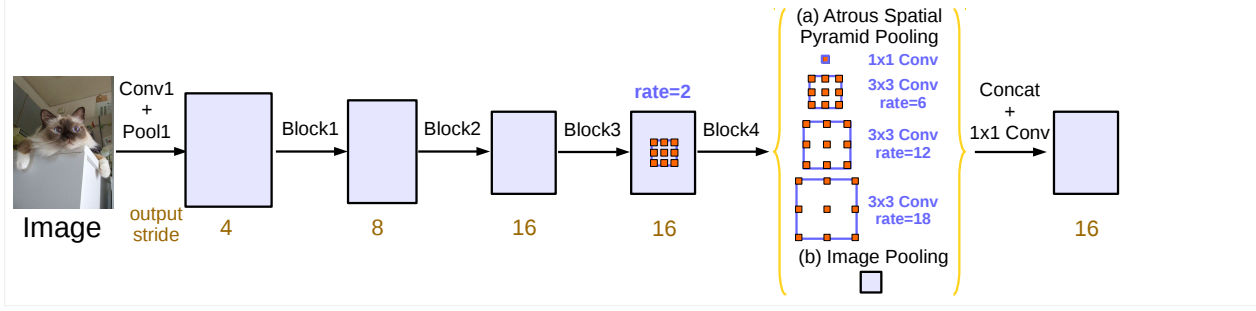 (a) Atrous Spatial
Pyramid Pooling
1x1 Conv
3x3 Conv
rate=6
3x3 Conv
rate=12
3x3 Conv
rate=18
(b) Image Pooling
Conv1
+
Pool1
Block1
Block2
Block3
rate=2
Block4
Concat
+
1x1 Conv
Image
output
stride
4
8
16
16
16